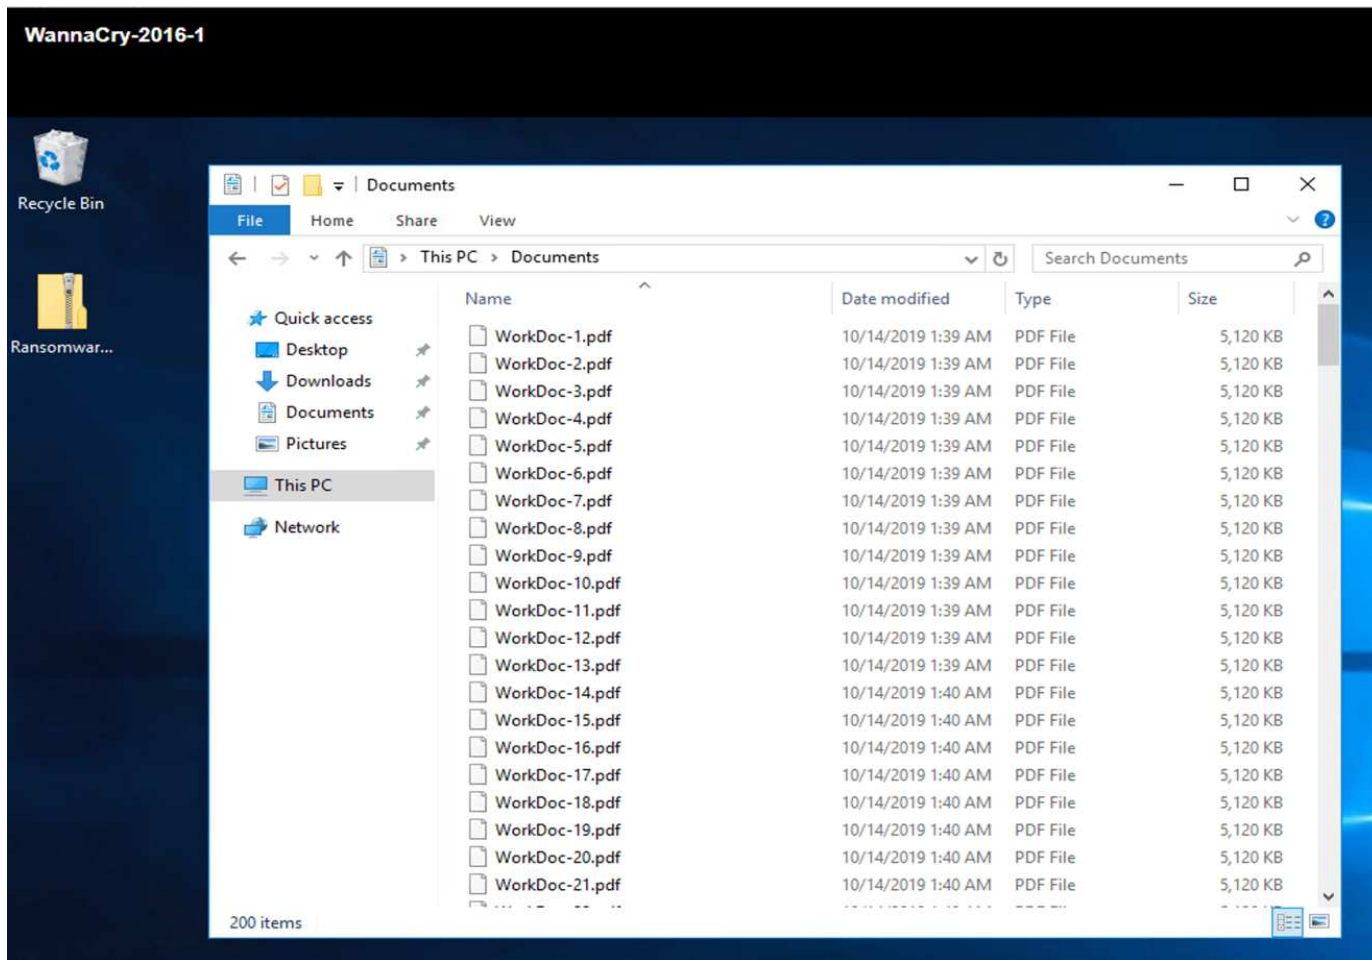 WannaCry-2016-1
Recycle Bin
Ransomwar...
Documents
File Home Share View
This PC > Documents
Search Documents
Quick access
Desktop
Downloads
Documents
Pictures
This PC
Network
Name Date modified Type Size
WorkDoc-1.pdf 10/14/2019 1:39 AM PDF File 5,120 KB
WorkDoc-2.pdf 10/14/2019 1:39 AM PDF File 5,120 KB
WorkDoc-3.pdf 10/14/2019 1:39 AM PDF File 5,120 KB
WorkDoc-4.pdf 10/14/2019 1:39 AM PDF File 5,120 KB
WorkDoc-5.pdf 10/14/2019 1:39 AM PDF File 5,120 KB
WorkDoc-6.pdf 10/14/2019 1:39 AM PDF File 5,120 KB
WorkDoc-7.pdf 10/14/2019 1:39 AM PDF File 5,120 KB
WorkDoc-8.pdf 10/14/2019 1:39 AM PDF File 5,120 KB
WorkDoc-9.pdf 10/14/2019 1:39 AM PDF File 5,120 KB
WorkDoc-10.pdf 10/14/2019 1:39 AM PDF File 5,120 KB
WorkDoc-11.pdf 10/14/2019 1:39 AM PDF File 5,120 KB
WorkDoc-12.pdf 10/14/2019 1:39 AM PDF File 5,120 KB
WorkDoc-13.pdf 10/14/2019 1:39 AM PDF File 5,120 KB
WorkDoc-14.pdf 10/14/2019 1:40 AM PDF File 5,120 KB
WorkDoc-15.pdf 10/14/2019 1:40 AM PDF File 5,120 KB
WorkDoc-16.pdf 10/14/2019 1:40 AM PDF File 5,120 KB
WorkDoc-17.pdf 10/14/2019 1:40 AM PDF File 5,120 KB
WorkDoc-18.pdf 10/14/2019 1:40 AM PDF File 5,120 KB
WorkDoc-19.pdf 10/14/2019 1:40 AM PDF File 5,120 KB
WorkDoc-20.pdf 10/14/2019 1:40 AM PDF File 5,120 KB
WorkDoc-21.pdf 10/14/2019 1:40 AM PDF File 5,120 KB
200 items